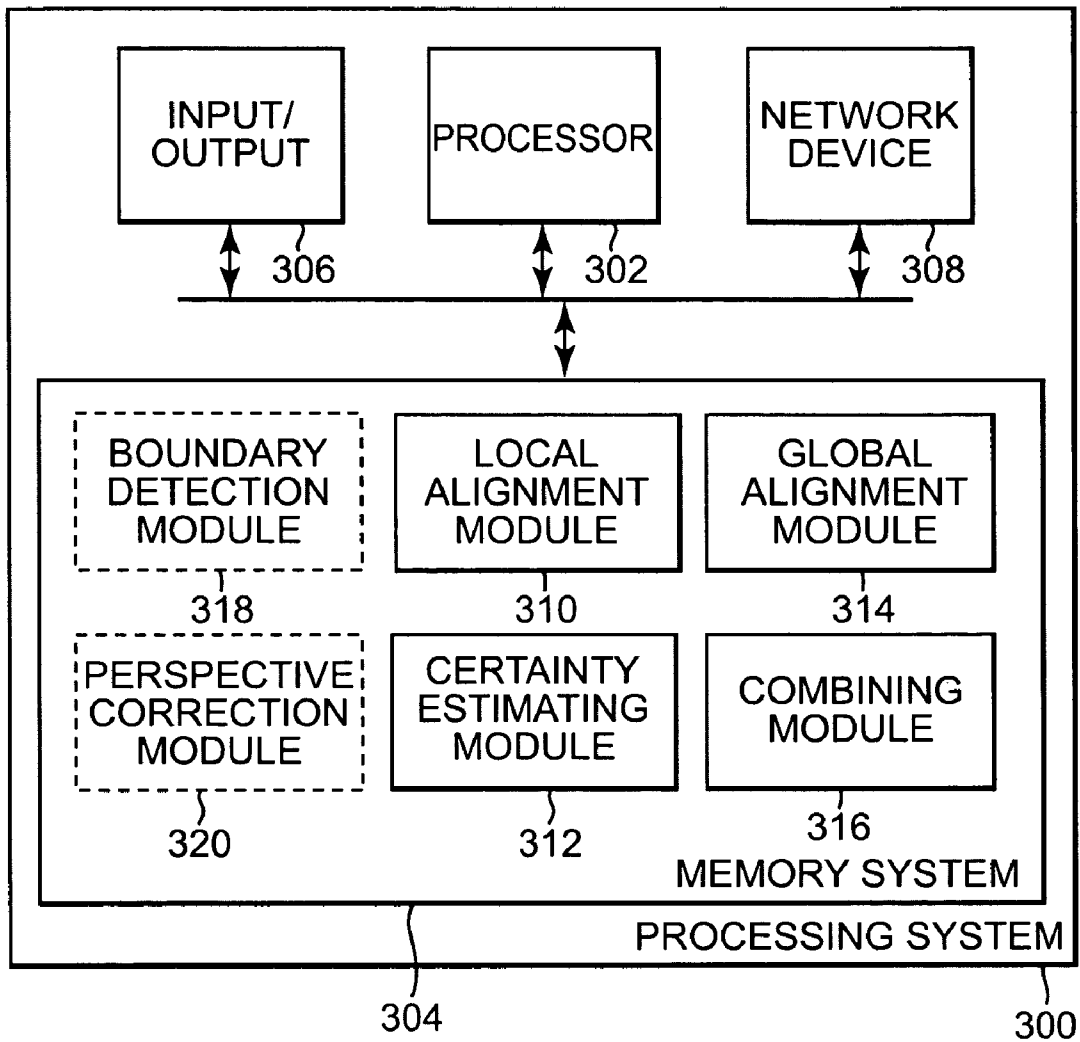 INPUT/
OUTPUT
306
PROCESSOR
302
NETWORK
DEVICE
308
BOUNDARY
DETECTION
MODULE
318
LOCAL
ALIGNMENT
MODULE
310
GLOBAL
ALIGNMENT
MODULE
314
PERSPECTIVE
CORRECTION
MODULE
320
CERTAINTY
ESTIMATING
MODULE
312
COMBINING
MODULE
316
MEMORY SYSTEM
PROCESSING SYSTEM
304
300